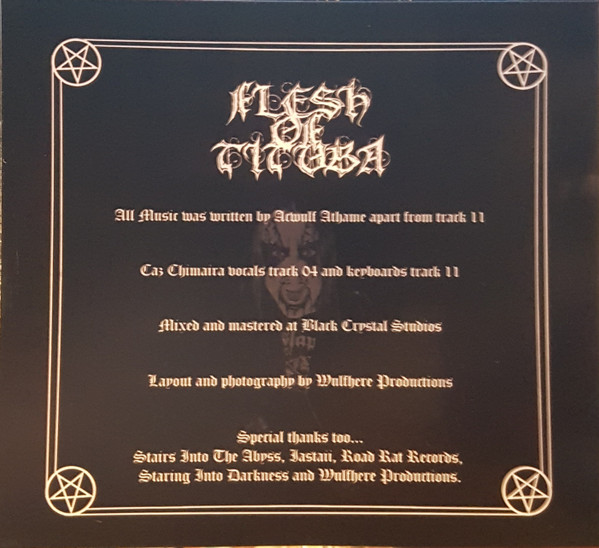 FLESH
OF
TITUBA
All Music was written by Acwulf Athame apart from track 11
Caz Chimaira vocals track 04 and keyboards track 11
Mixed and mastered at Black Crystal Studios
Layout and photography by Wulfhere Productions
Special thanks too...
Stairs Into The Abyss, Iastaii, Road Rat Records,
Staring Into Darkness and Wulfhere Productions.